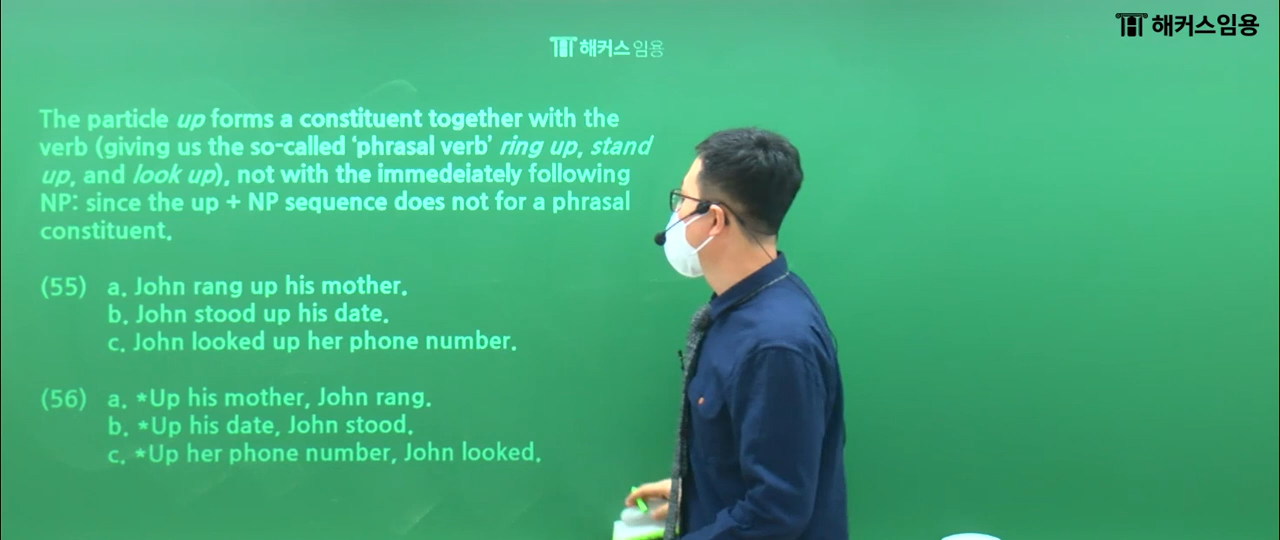 해커스임용
해커스임용
The particle up forms a constituent together with the
verb (giving us the so-called ‘phrasal verb’ ring up, stand
up, and look up), not with the immedeiately following
NP: since the up + NP sequence does not for a phrasal
constituent.
(55) a. John rang up his mother.
b. John stood up his date.
c. John looked up her phone number.
(56) a. *Up his mother, John rang.
b. *Up his date, John stood.
c. *Up her phone number, John looked.